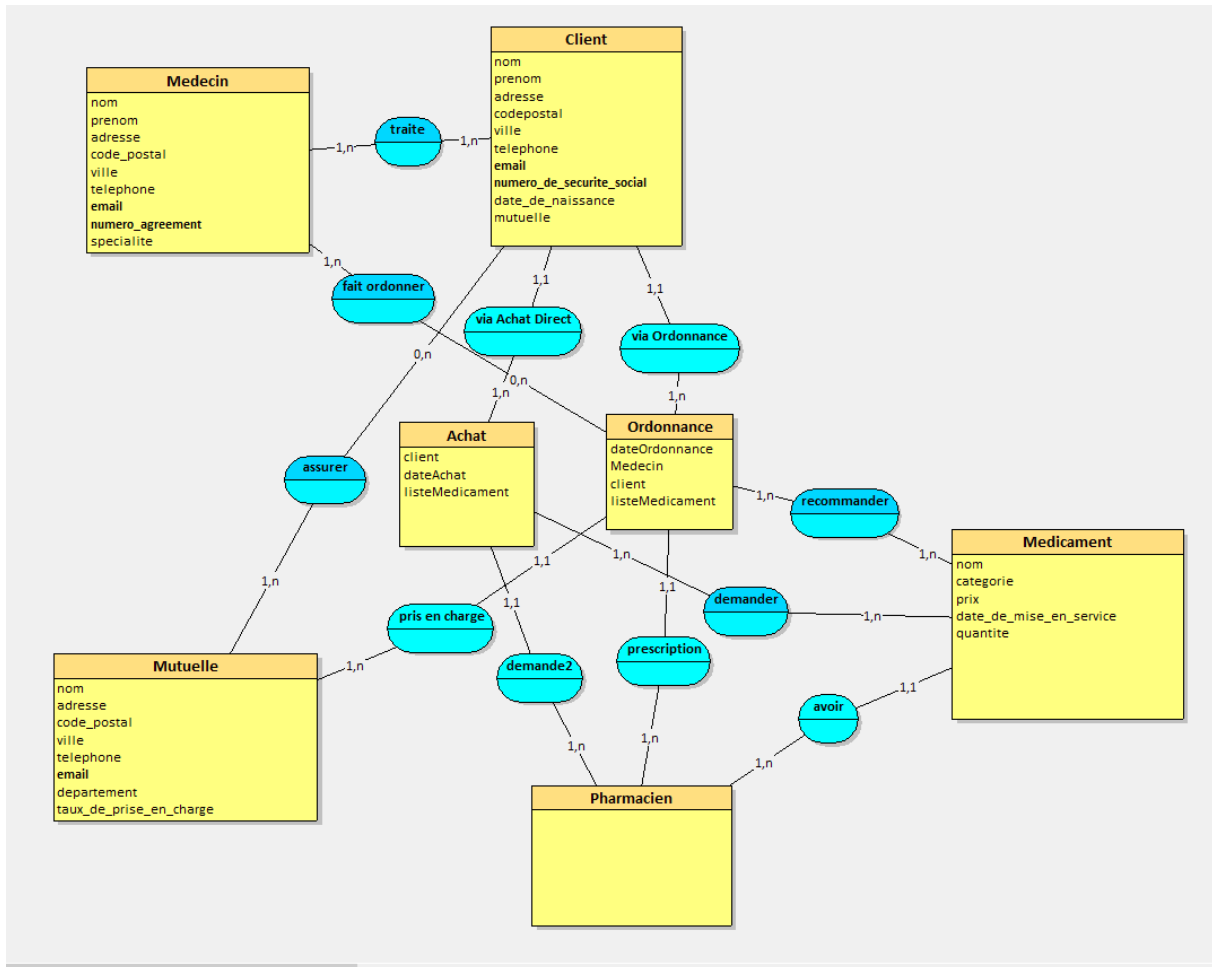 Client
nom
prenom
adresse
codepostal
ville
telephone
email
numero_de_securite_social
date_de_naissance
mutuelle
Medecin
nom
prenom
adresse
code_postal
ville
telephone
email
numero_agreement
specialite
traite
1,n
1,n
1,n
fait ordonner
0,n
1,1
via Achat Direct
1,n
1,1
via Ordonnance
1,n
0,n
assurer
1,n
Achat
client
dateAchat
listeMedicament
Ordonnance
dateOrdonnance
Medecin
client
listeMedicament
1,n
recommander
1,n
1,n
demander
1,n
1,1
pris en charge
1,n
1,1
demande2
1,n
1,1
prescription
1,n
Medicament
nom
categorie
prix
date_de_mise_en_service
quantite
1,1
avoir
1,n
Mutuelle
nom
adresse
code_postal
ville
telephone
email
departement
taux_de_prise_en_charge
Pharmacien